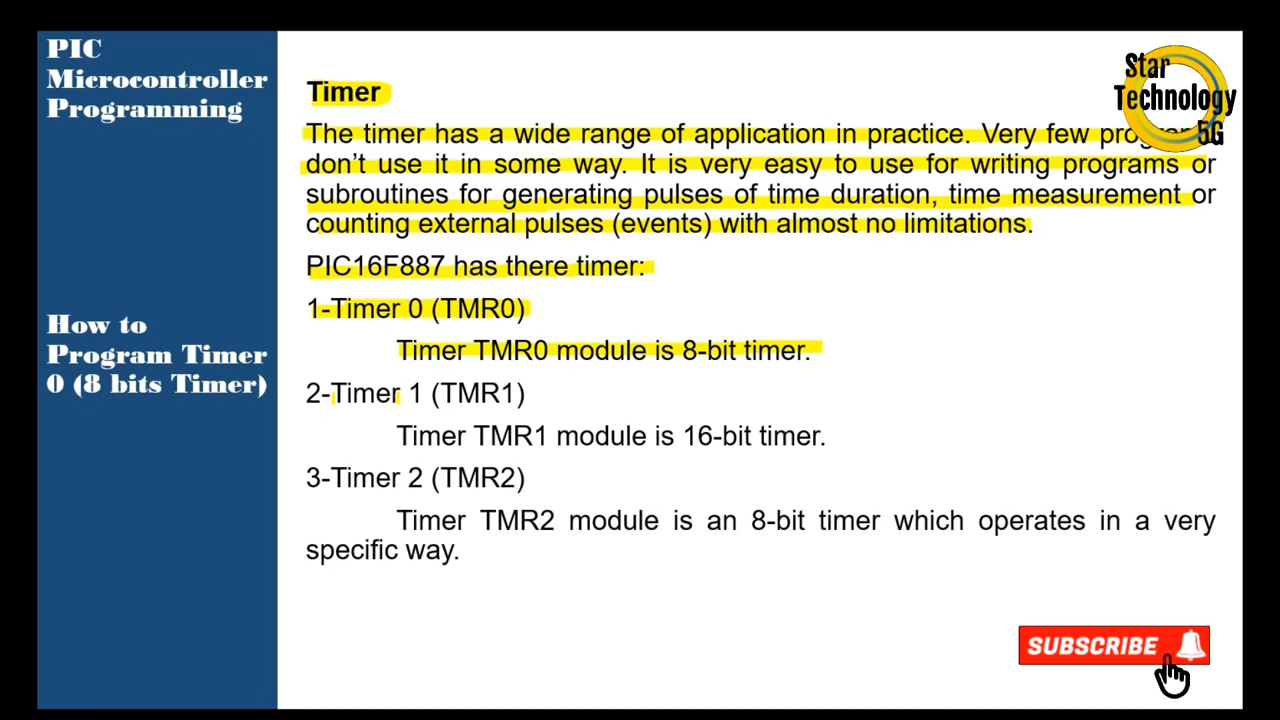 PIC
Microcontroller
Programming
How to
Program Timer
0 (8 bits Timer)
Star
Technology
5G
Timer
The timer has a wide range of application in practice. Very few
don’t use it in some way. It is very easy to use for writing programs or
subroutines for generating pulses of time duration, time measurement or
counting external pulses (events) with almost no limitations.
PIC16F887 has there timer:
1-Timer 0 (TMR0)
Timer TMR0 module is 8-bit timer.
2-Timer 1 (TMR1)
Timer TMR1 module is 16-bit timer.
3-Timer 2 (TMR2)
Timer TMR2 module is an 8-bit timer which operates in a very
specific way.
SUBSCRIBE